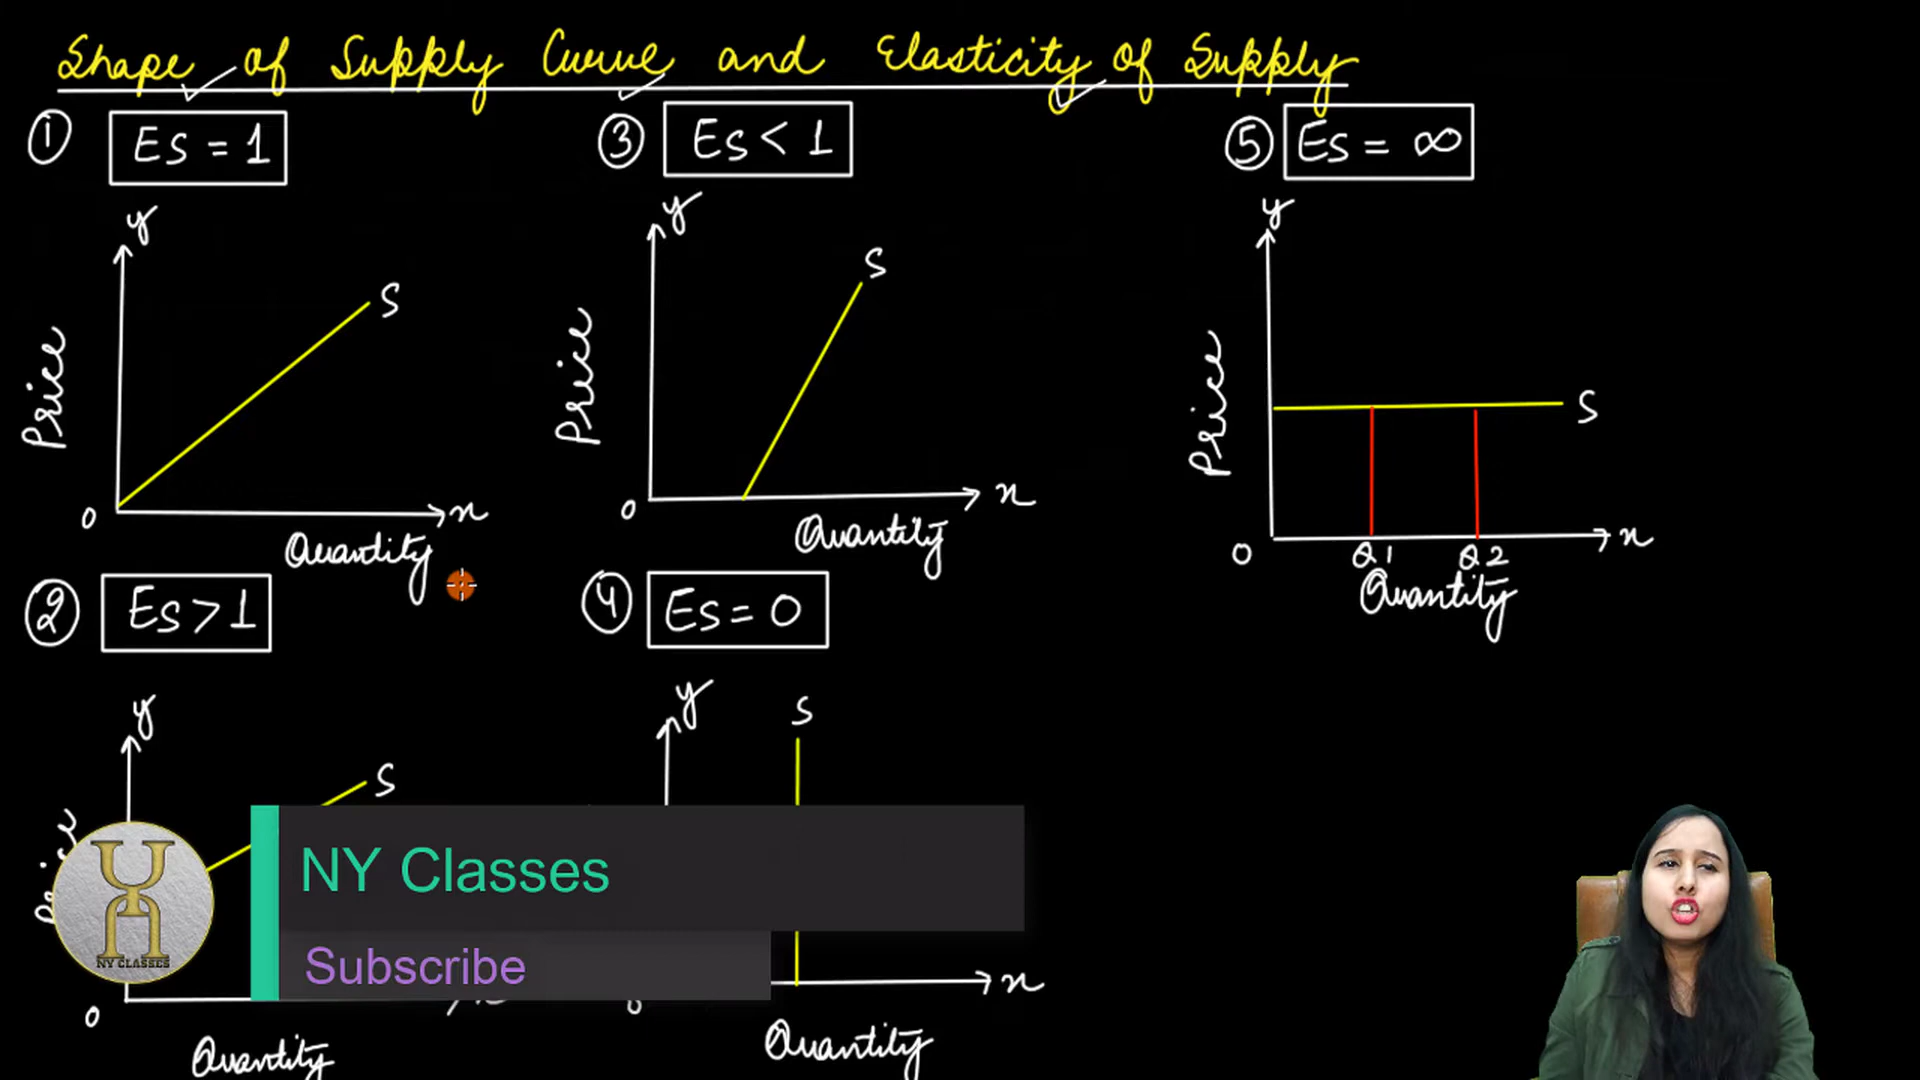 Shape of Supply Curve and Elasticity of Supply
① Es = 1
y
S
Price
0
x
Quantity
② Es > 1
y
S
0
Quantity
③ Es < 1
y
S
Price
0
x
Quantity
④ Es = 0
y
S
0
x
Quantity
⑤ Es = ∞
y
S
Price
0
Q1 Q2
x
Quantity
NY CLASSES
NY Classes
Subscribe